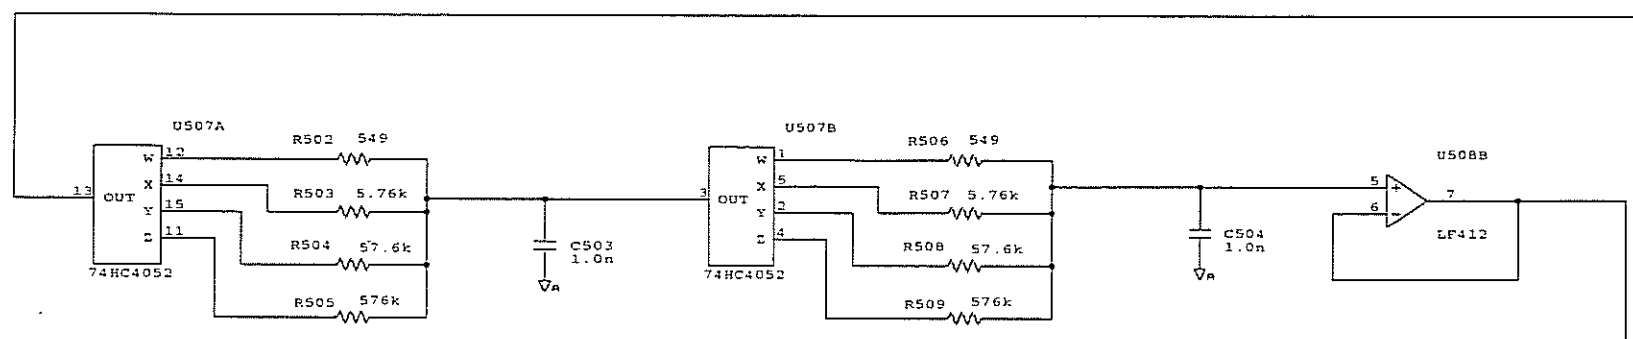 U507A
R502 549
W 12
13 OUT
X 14
R503 5.76k
Y 15
R504 57.6k
Z 11
74HC4052
R505 576k
C503
1.0n
A
U507B
R506 549
W 1
3 OUT
X 5
R507 5.76k
Y 2
R508 57.6k
Z 4
74HC4052
R509 576k
C504
1.0n
A
U508B
5 +
7
6 -
LF412